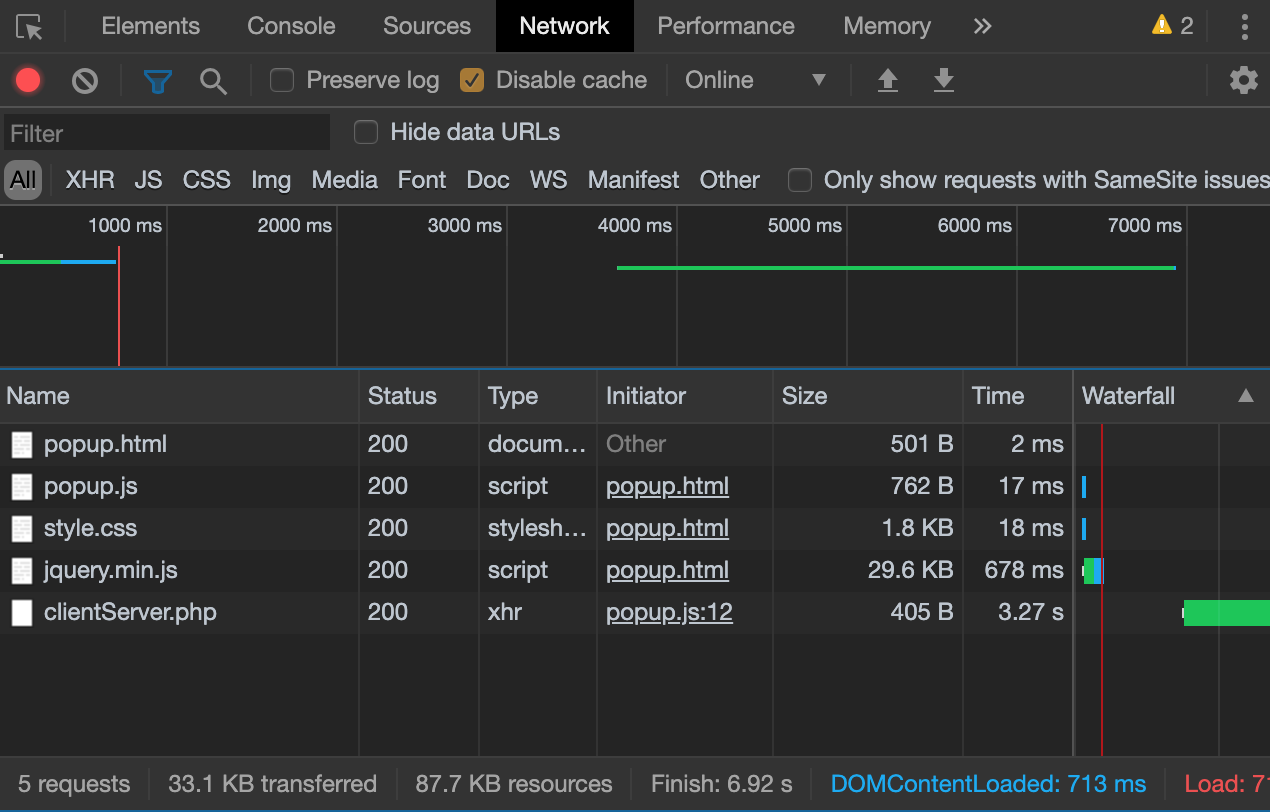 Elements Console Sources Network Performance Memory 2
Preserve log Disable cache Online
Filter Hide data URLs
All XHR JS CSS Img Media Font Doc WS Manifest Other Only show requests with SameSite issues
1000 ms 2000 ms 3000 ms 4000 ms 5000 ms 6000 ms 7000 ms
Name Status Type Initiator Size Time Waterfall
popup.html 200 docum... Other 501 B 2 ms
popup.js 200 script popup.html 762 B 17 ms
style.css 200 stylesh... popup.html 1.8 KB 18 ms
jquery.min.js 200 script popup.html 29.6 KB 678 ms
clientServer.php 200 xhr popup.js:12 405 B 3.27 s
5 requests 33.1 KB transferred 87.7 KB resources Finish: 6.92 s DOMContentLoaded: 713 ms Load: